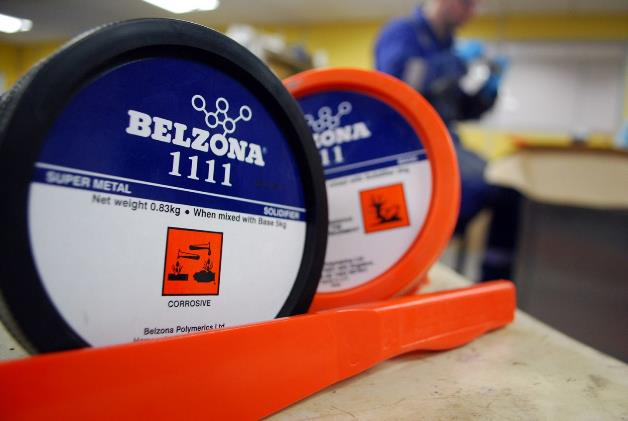 BELZONA®
1111
SUPER METAL
SOLIDIFIER
Net weight 0.83kg • When mixed with Base 5kg
CORROSIVE
Belzona Polymerics Ltd
BELZONA
11